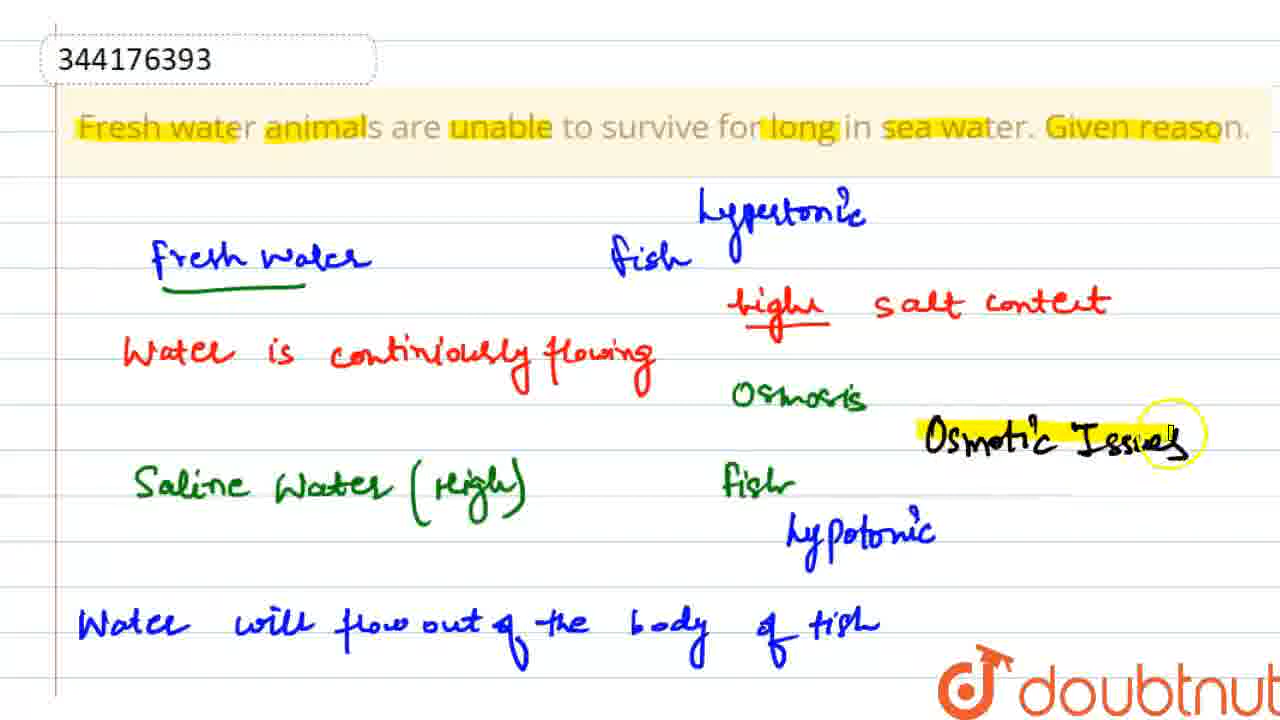 344176393
Fresh water animals are unable to survive for long in sea water. Given reason.
hypertonic
fresh water fish
high salt content
Water is continiously flowing
Osmosis
Osmotic Issues
Saline Water (High) fish
hypotonic
Water will flow out of the body of fish
doubtnut